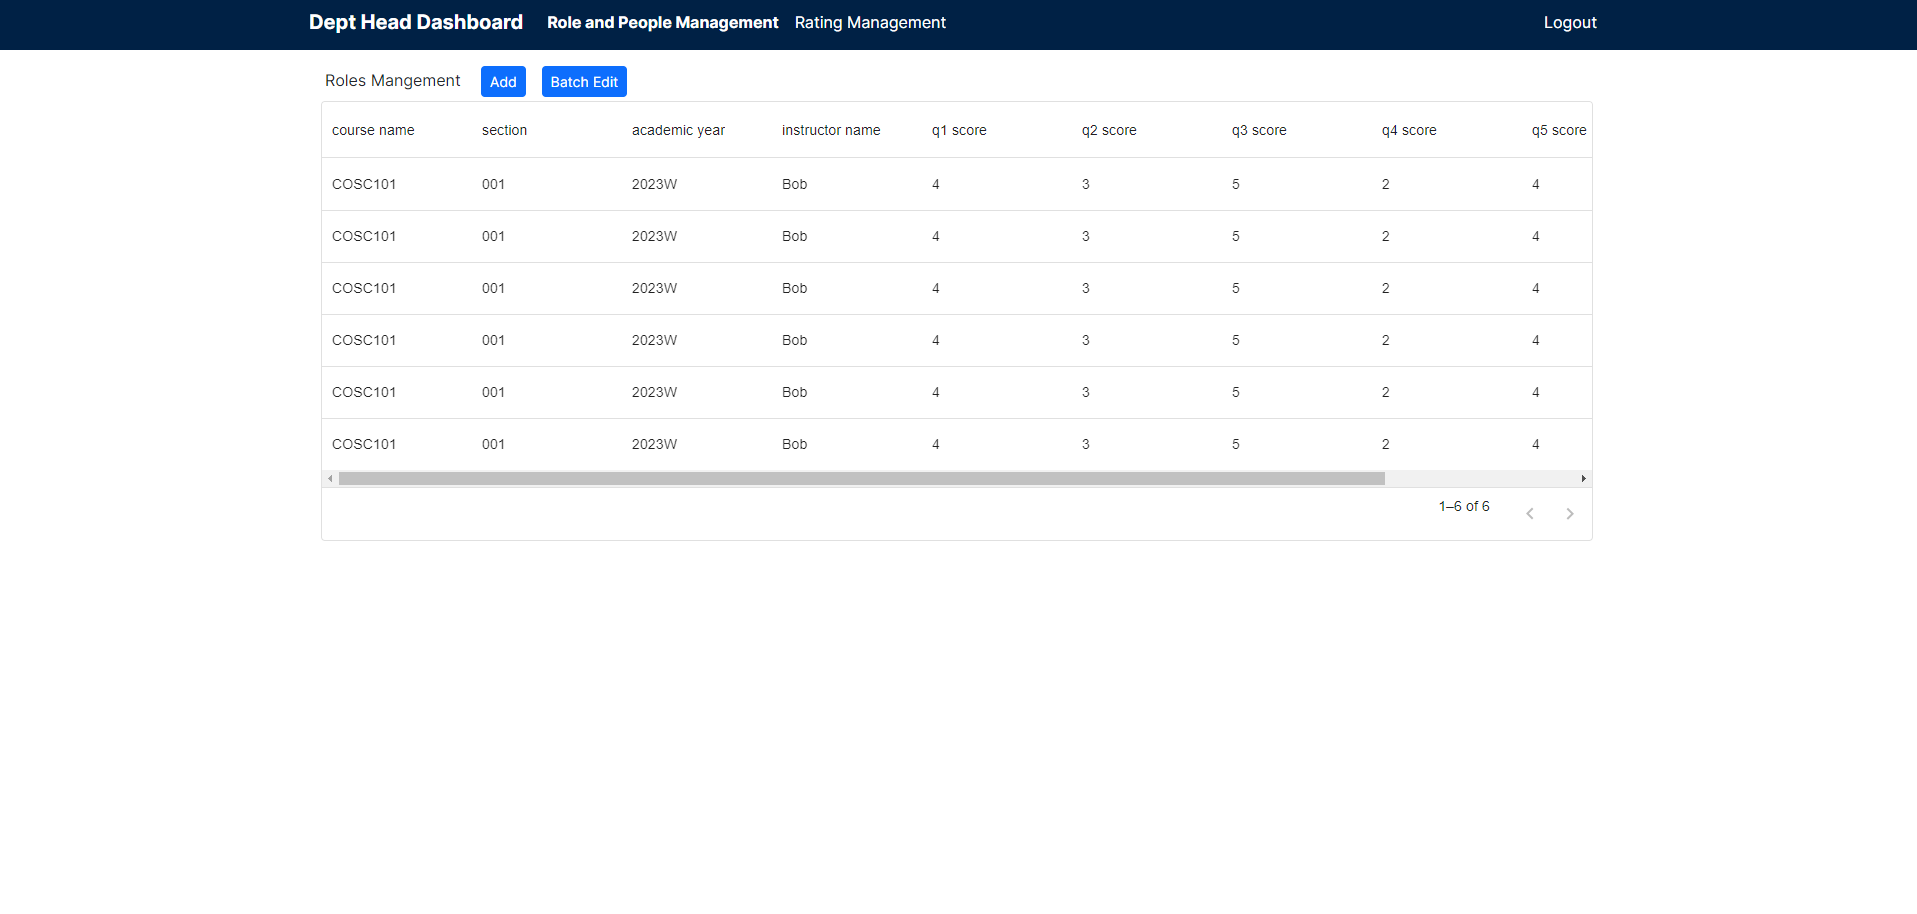 Dept Head Dashboard Role and People Management Rating Management Logout
Roles Mangement Add Batch Edit
course name section academic year instructor name q1 score q2 score q3 score q4 score q5 score
COSC101 001 2023W Bob 4 3 5 2 4
COSC101 001 2023W Bob 4 3 5 2 4
COSC101 001 2023W Bob 4 3 5 2 4
COSC101 001 2023W Bob 4 3 5 2 4
COSC101 001 2023W Bob 4 3 5 2 4
COSC101 001 2023W Bob 4 3 5 2 4
1–6 of 6